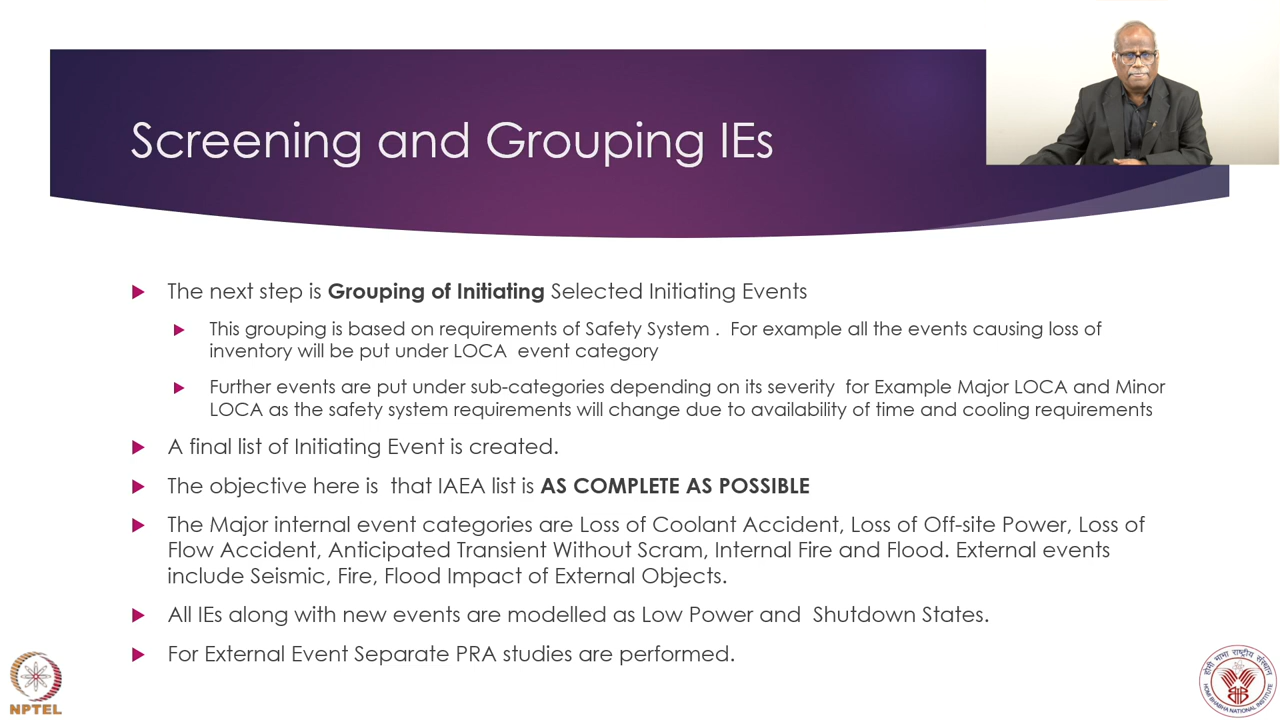 Screening and Grouping IEs
The next step is Grouping of Initiating Selected Initiating Events
This grouping is based on requirements of Safety System . For example all the events causing loss of
inventory will be put under LOCA event category
Further events are put under sub-categories depending on its severity for Example Major LOCA and Minor
LOCA as the safety system requirements will change due to availability of time and cooling requirements
A final list of Initiating Event is created.
The objective here is that IAEA list is AS COMPLETE AS POSSIBLE
The Major internal event categories are Loss of Coolant Accident, Loss of Off-site Power, Loss of
Flow Accident, Anticipated Transient Without Scram, Internal Fire and Flood. External events
include Seismic, Fire, Flood Impact of External Objects.
All IEs along with new events are modelled as Low Power and Shutdown States.
For External Event Separate PRA studies are performed.
NPTEL
होमी भाभा राष्ट्रीय संस्थान
HOMI BHABHA NATIONAL INSTITUTE